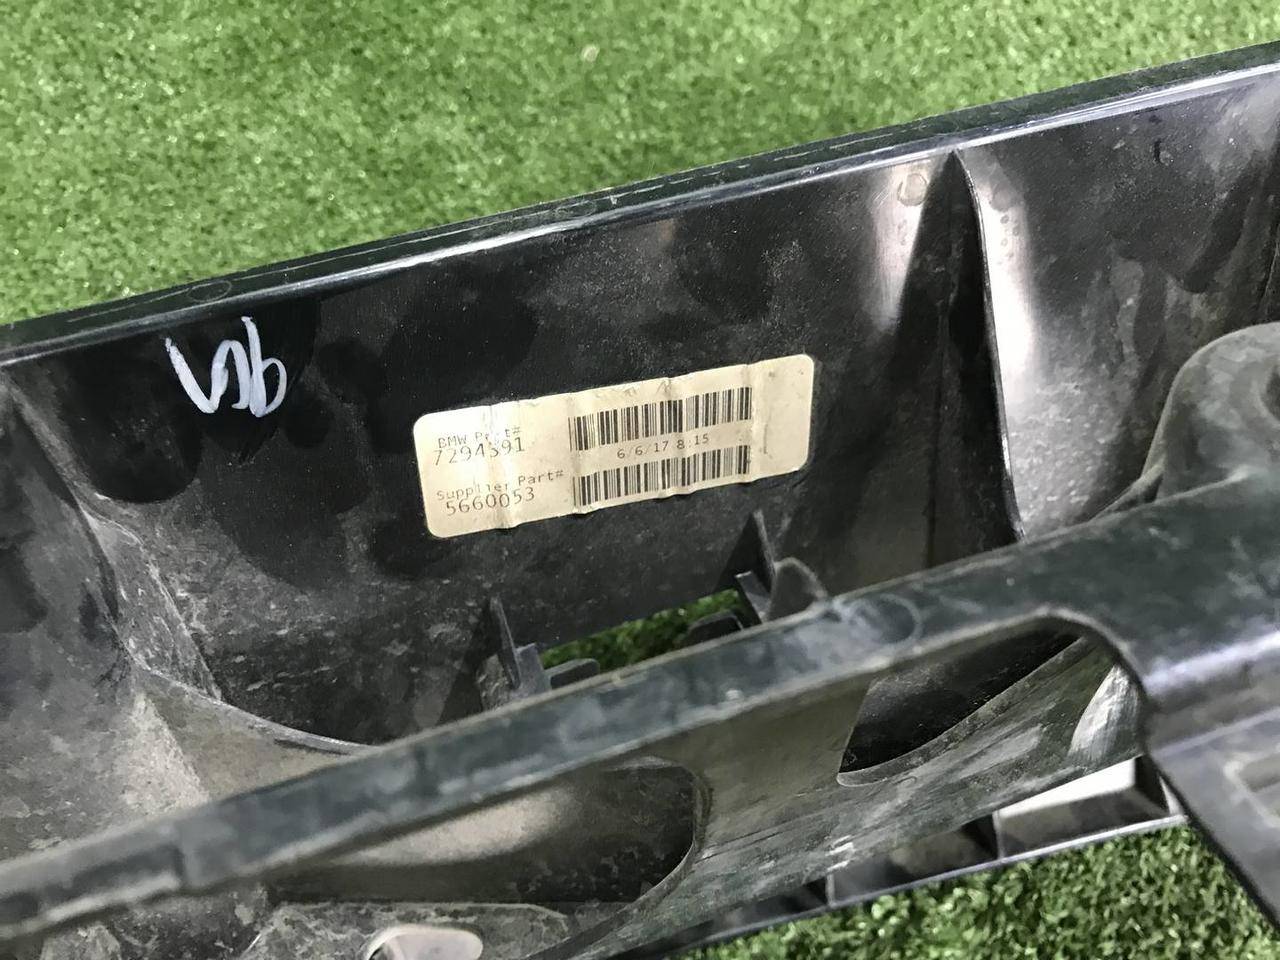 BMW Part#
7294391
6/6/17 8:15
Supplier Part#
5660053